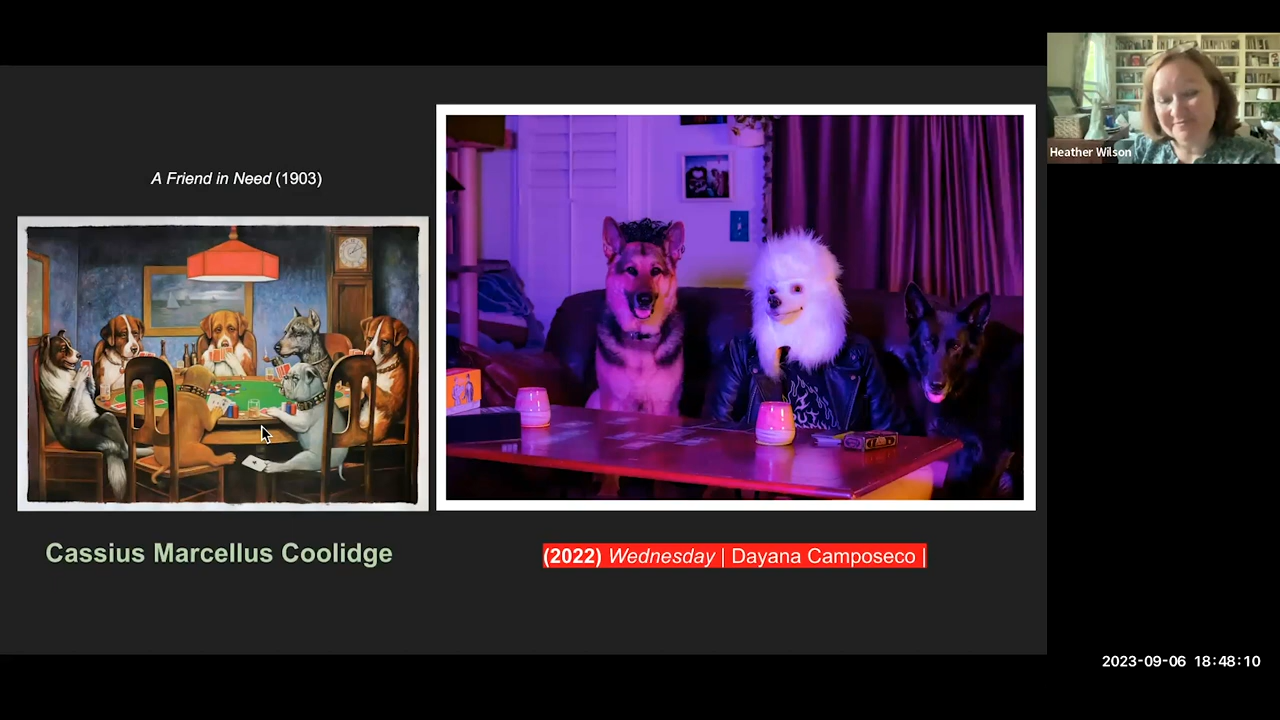 A Friend in Need (1903)
Cassius Marcellus Coolidge
(2022) Wednesday | Dayana Camposeco |
Heather Wilson
2023-09-06 18:48:10